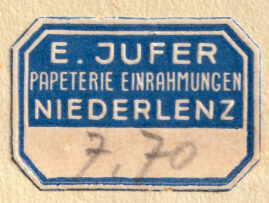 E. JUFER
PAPETERIE EINRAHMUNGEN
NIEDERLENZ
7,70